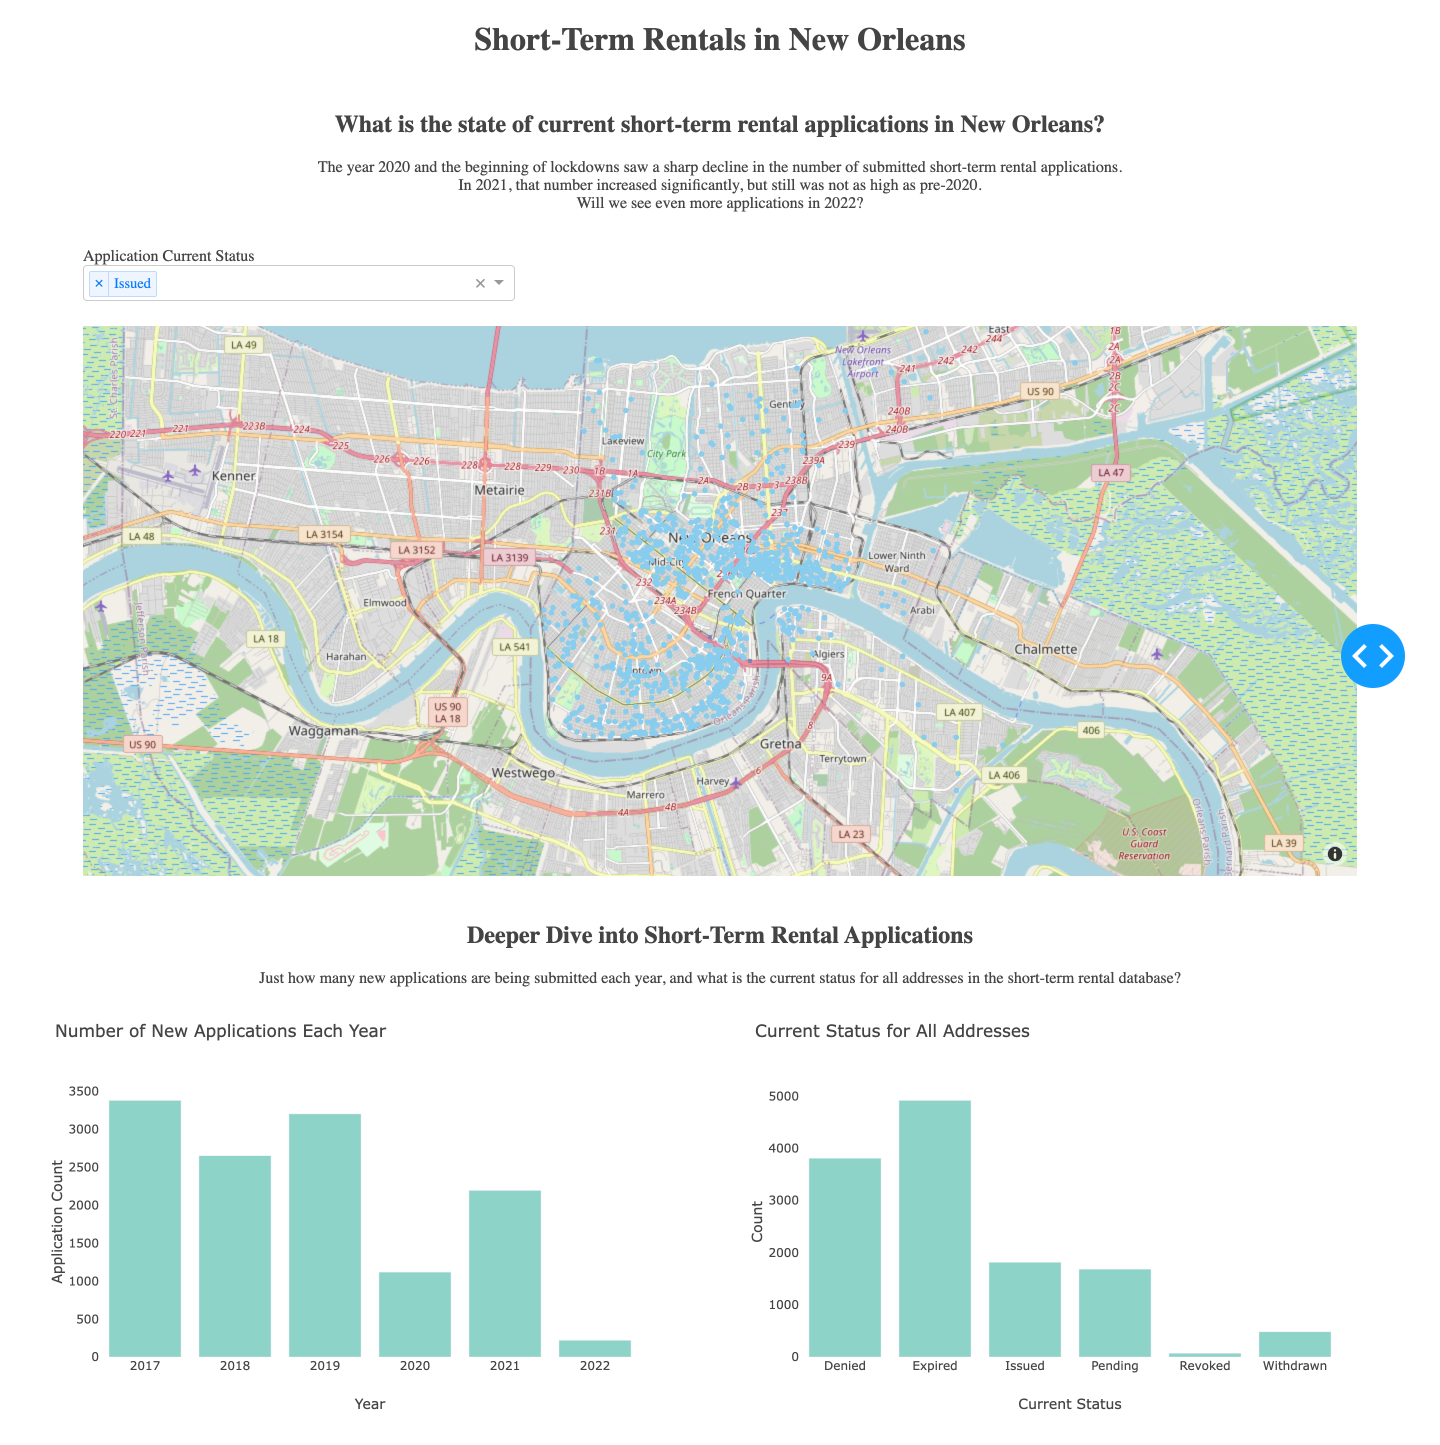 Short-Term Rentals in New Orleans
What is the state of current short-term rental applications in New Orleans?
The year 2020 and the beginning of lockdowns saw a sharp decline in the number of submitted short-term rental applications.
In 2021, that number increased significantly, but still was not as high as pre-2020.
Will we see even more applications in 2022?
Application Current Status
× Issued
LA 49
St. Charles Parish
New Orleans
Lakefront
Airport
East
244
242
242
241
1B
2A
2A
2B
2C
2C
US 90
Gentilly
240B
240B
220 221
221
223B
224
225
226
226
228
228
229
230
1B
1A
2A
2B
3
3
238B
239A
239
Lakeview
City Park
Kenner
Metairie
231B
231
237
LA 47
LA 48
LA 3154
LA 3152
LA 3139
New Orleans
Mid-City
Lower Ninth
Ward
232
234A
234B
French Quarter
Arabi
Elmwood
Jefferson Parish
LA 18
Harahan
LA 541
Algiers
Chalmette
9A
Orleans Parish
US 90
LA 18
LA 407
406
Waggaman
US 90
Gretna
8
Terrytown
Westwego
Harvey
6
LA 406
Marrero
4A
4B
LA 23
U.S. Coast
Guard
Reservation
Orleans Parish
LA 39
Deeper Dive into Short-Term Rental Applications
Just how many new applications are being submitted each year, and what is the current status for all addresses in the short-term rental database?
Number of New Applications Each Year
3500
3000
2500
2000
1500
1000
500
0
Application Count
2017
2018
2019
2020
2021
2022
Year
Current Status for All Addresses
5000
4000
3000
2000
1000
0
Count
Denied
Expired
Issued
Pending
Revoked
Withdrawn
Current Status